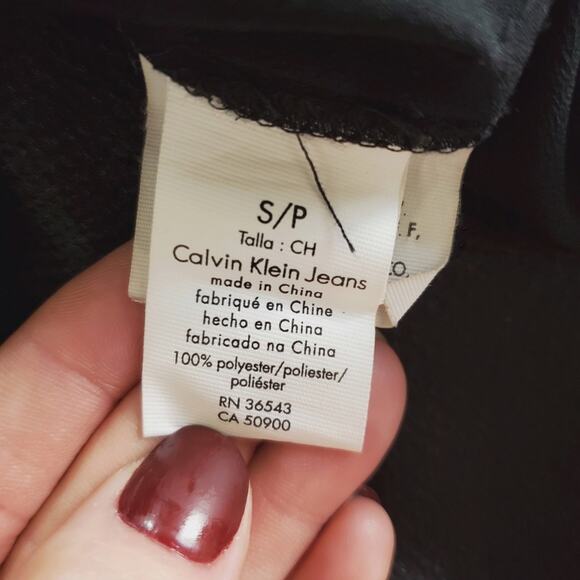 S/P
Talla : CH
Calvin Klein Jeans
made in China
fabriqué en Chine
hecho en China
fabricado na China
100% polyester/poliester/
poliéster
RN 36543
CA 50900
F,